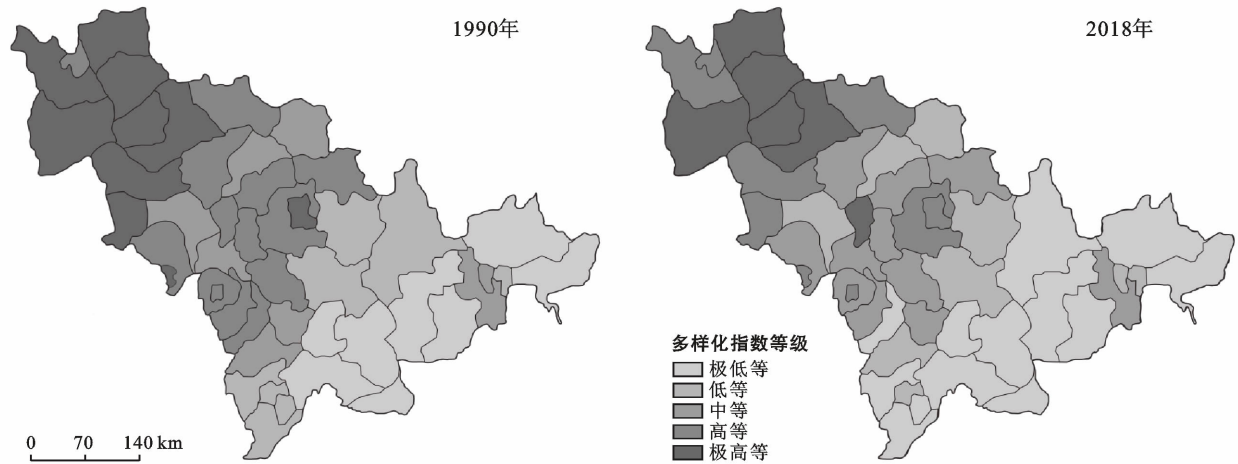 1990年
2018年
多样化指数等级
极低等
低等
中等
高等
极高等
0 70 140 km